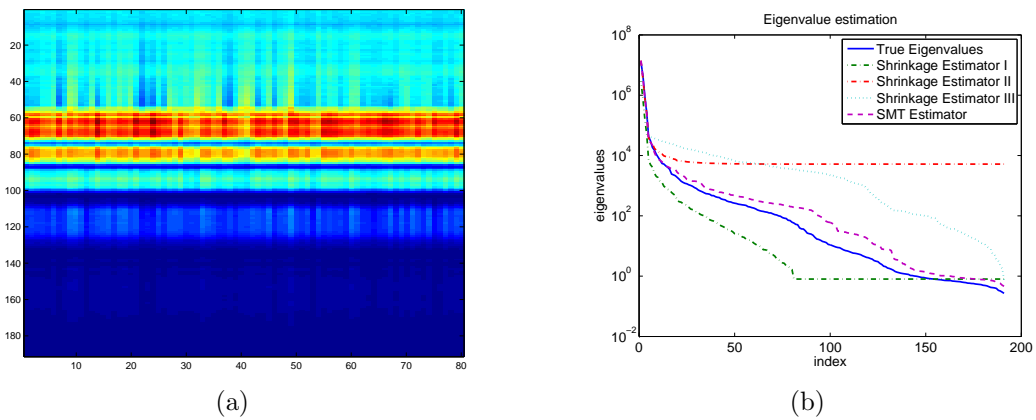 20
40
60
80
100
120
140
160
180
10 20 30 40 50 60 70 80
(a)
Eigenvalue estimation
10^8
10^6
10^4
10^2
10^0
10^-2
eigenvalues
True Eigenvalues
Shrinkage Estimator I
Shrinkage Estimator II
Shrinkage Estimator III
SMT Estimator
0 50 100 150 200
index
(b)